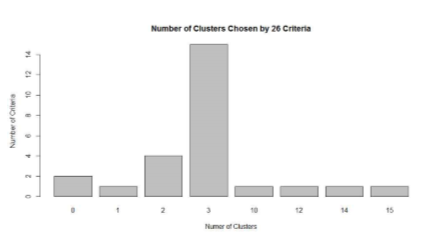 Number of Clusters Chosen by 26 Criteria
Number of Criteria
14
12
10
8
6
4
2
0
0 1 2 3 10 12 14 15
Numer of Clusters